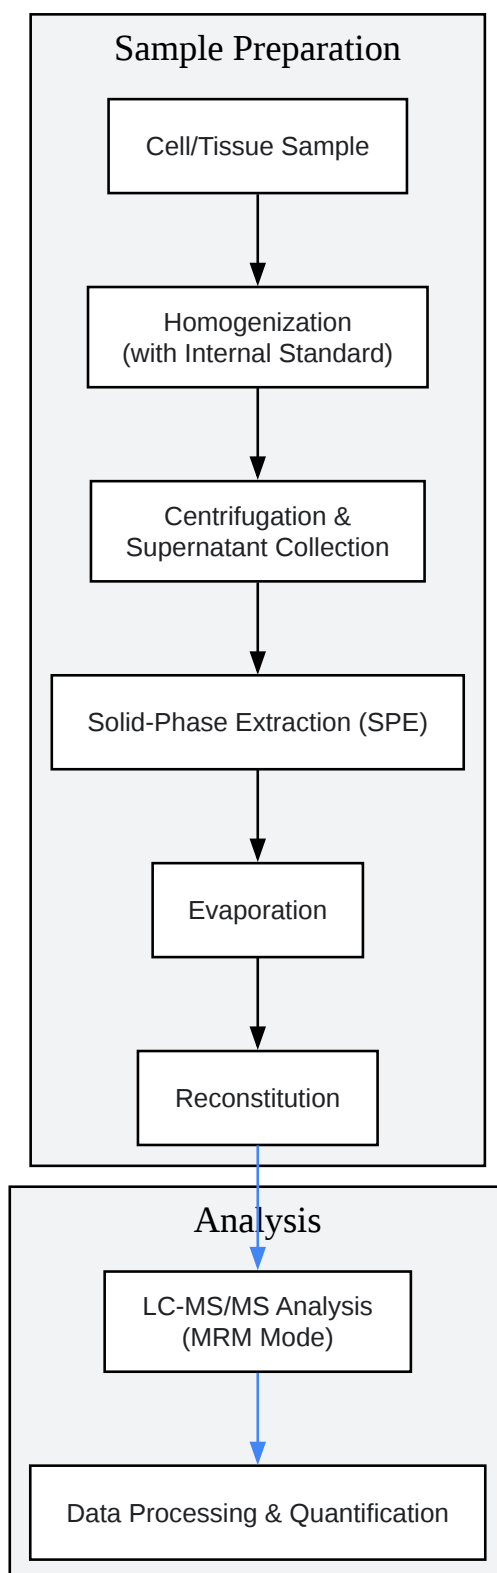 Sample Preparation
Cell/Tissue Sample
Homogenization
(with Internal Standard)
Centrifugation &
Supernatant Collection
Solid-Phase Extraction (SPE)
Evaporation
Reconstitution
Analysis
LC-MS/MS Analysis
(MRM Mode)
Data Processing & Quantification